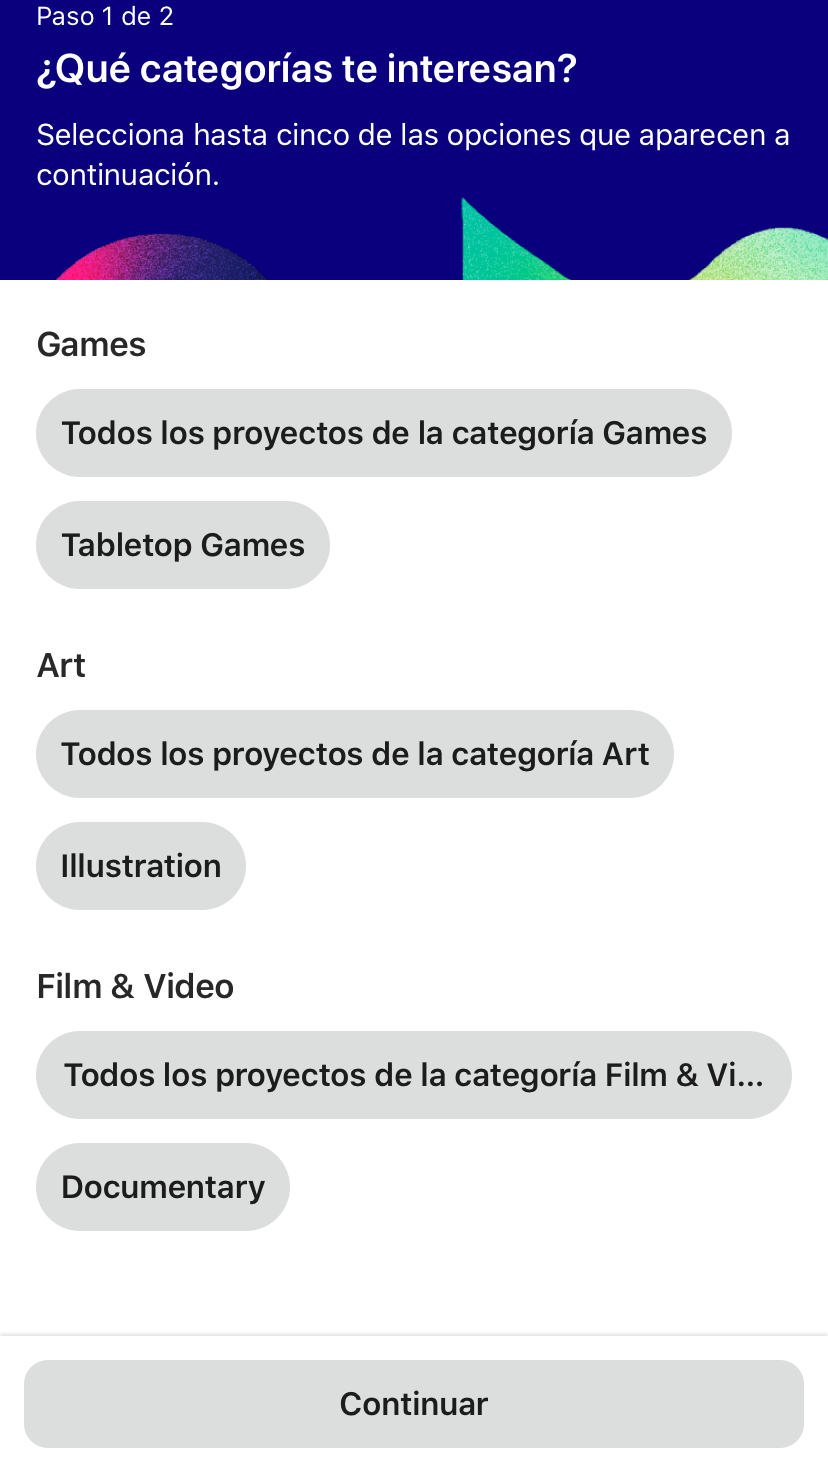 Paso 1 de 2
¿Qué categorías te interesan?
Selecciona hasta cinco de las opciones que aparecen a
continuación.
Games
Todos los proyectos de la categoría Games
Tabletop Games
Art
Todos los proyectos de la categoría Art
Illustration
Film & Video
Todos los proyectos de la categoría Film & Vi...
Documentary
Continuar